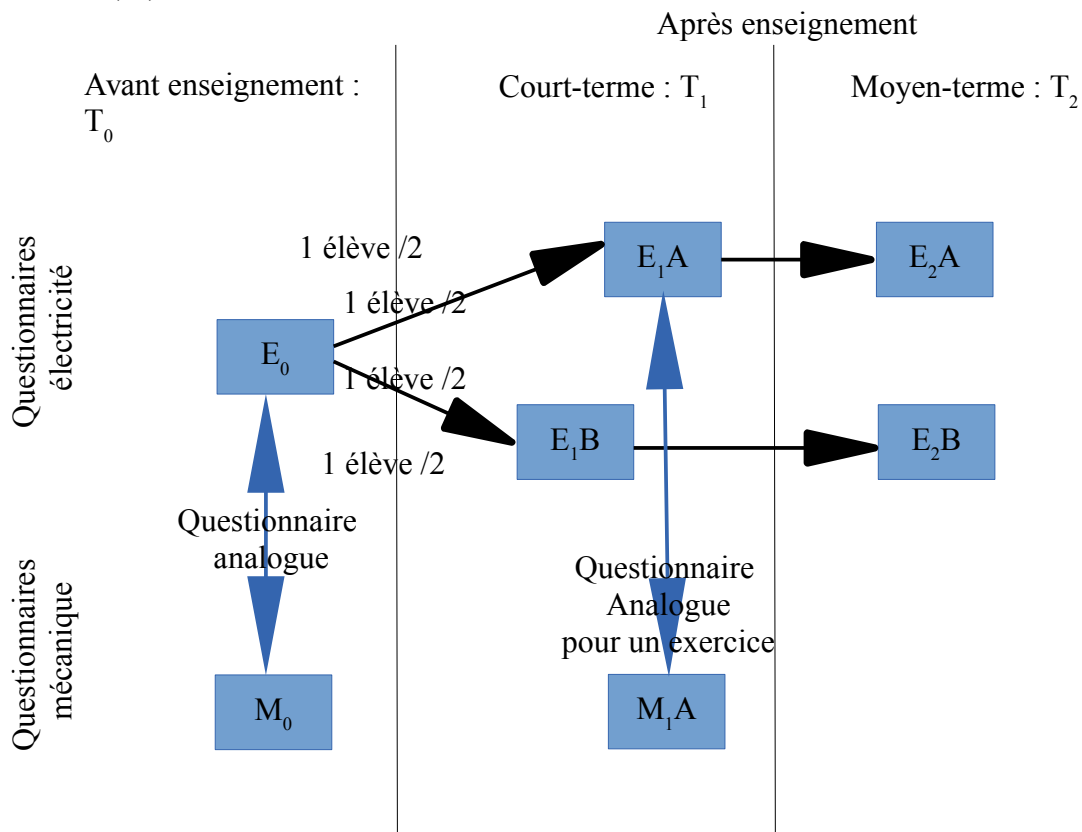 Après enseignement
Avant enseignement :
T₀
Court-terme : T₁
Moyen-terme : T₂
Questionnaires
électricité
1 élève /2
1 élève /2
1 élève /2
1 élève /2
E₀
E₁A
E₂A
E₁B
E₂B
Questionnaire
analogue
Questionnaire
Analogue
pour un exercice
Questionnaires
mécanique
M₀
M₁A